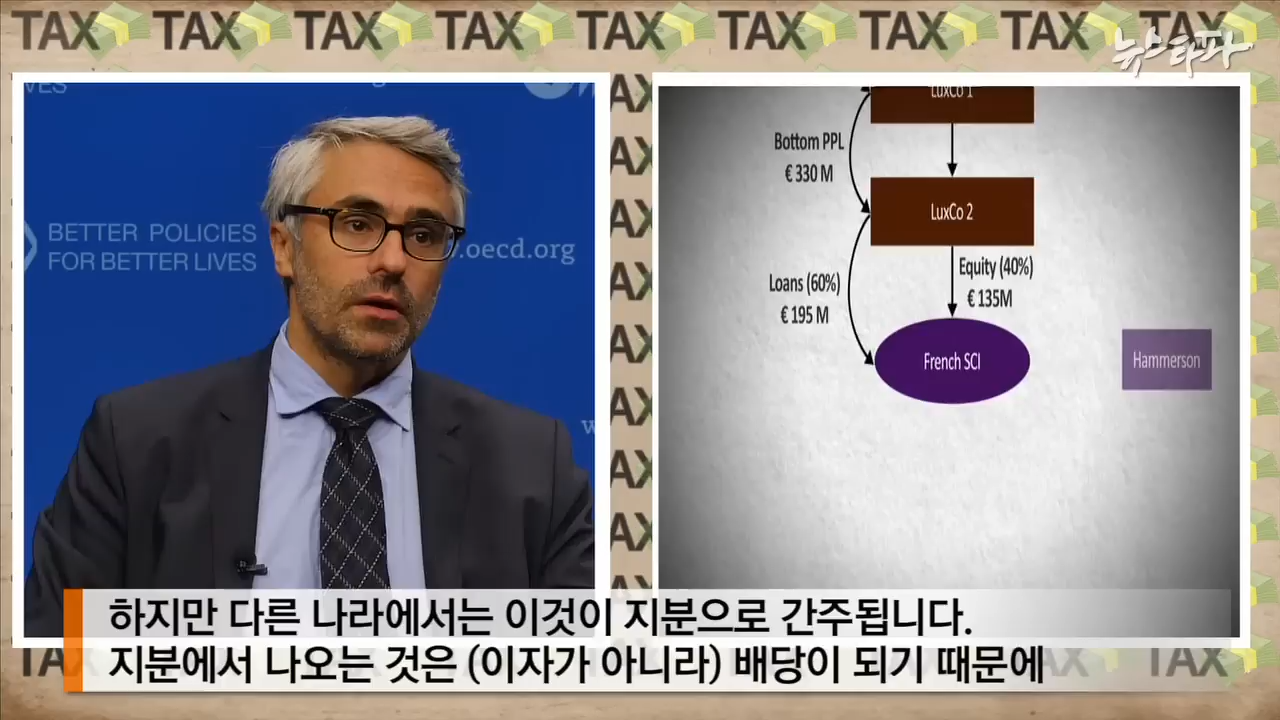 TAX TAX TAX TAX TAX TAX TAX TAX TAX
뉴스타파
BETTER POLICIES
FOR BETTER LIVES
.oecd.org
LuxCo 1
Bottom PPL
€ 330 M
LuxCo 2
Loans (60%)
€ 195 M
Equity (40%)
€ 135M
French SCI
Hammerson
하지만 다른 나라에서는 이것이 지분으로 간주됩니다.
지분에서 나오는 것은 (이자가 아니라) 배당이 되기 때문에